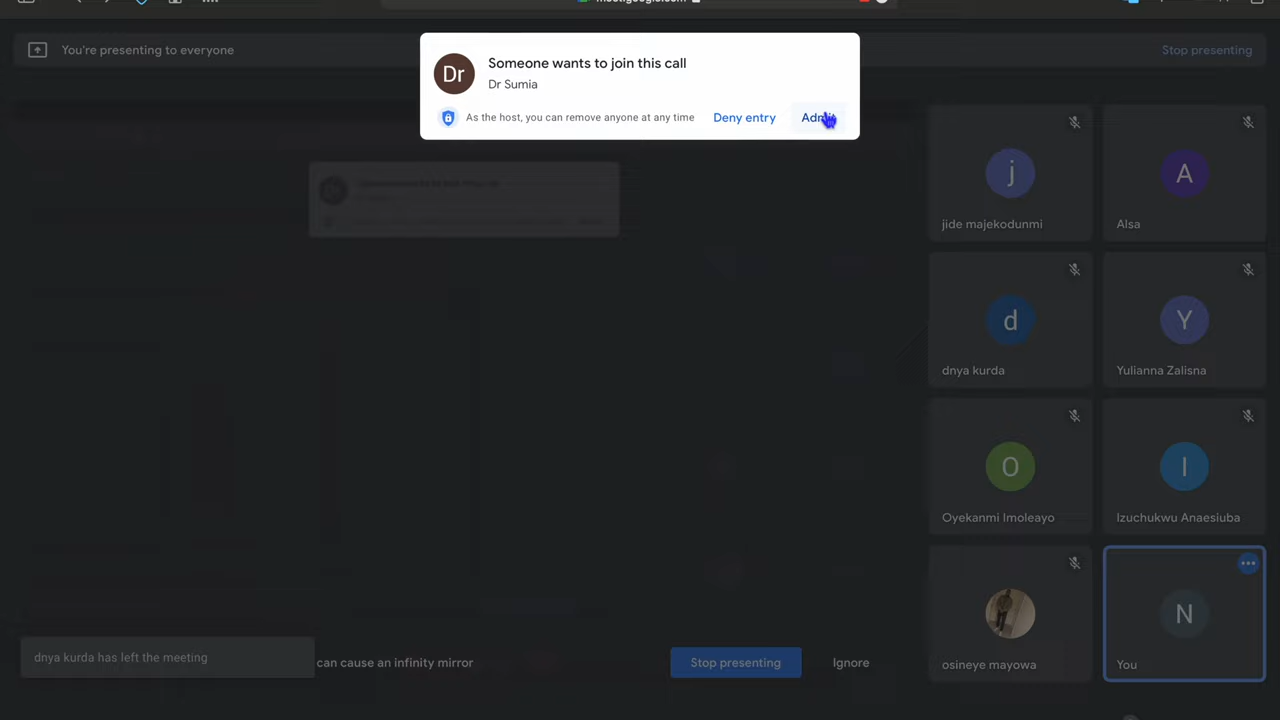 You're presenting to everyone
Stop presenting
Dr
Someone wants to join this call
Dr Sumia
As the host, you can remove anyone at any time
Deny entry
j
jide majekodunmi
A
Alsa
d
dnya kurda
Y
Yulianna Zalisna
O
Oyekanmi Imoleayo
I
Izuchukwu Anaesiuba
osineye mayowa
N
You
dnya kurda has left the meeting
can cause an infinity mirror
Stop presenting
Ignore